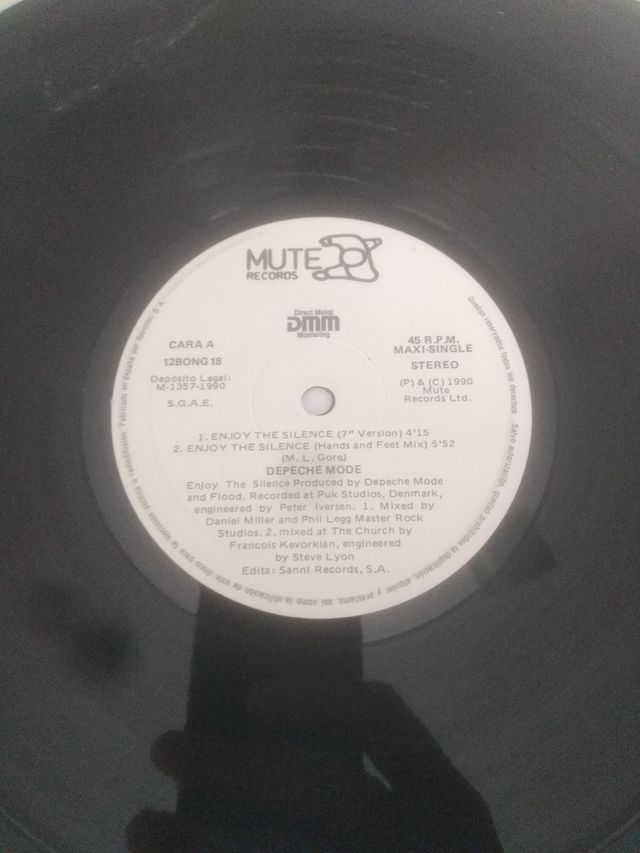 MUTE
RECORDS
Direct Metal
DMM
Mastering
CARA A
12BONG18
Depósito Legal:
M-1357-1990
S.G.A.E.
45 R.P.M.
MAXI-SINGLE
STEREO
(P) & (C) 1990
Mute
Records Ltd.
1. ENJOY THE SILENCE (7" Version) 4'15
2. ENJOY THE SILENCE (Hands and Feet Mix) 5'52
(M. L. Gore)
DEPECHE MODE
Enjoy The Silence Produced by Depeche Mode
and Flood. Recorded at Puk Studios, Denmark,
engineered by Peter Iversen. 1. Mixed by
Daniel Miller and Phil Legg Master Rock
Studios. 2. mixed at The Church by
Francois Kevorkian, engineered
by Steve Lyon
Edita: Sanni Records, S.A.
Quedan reservados todos los derechos. Salvo autorización, quedan prohibidos la duplicación, alquiler y préstamo, así como la utilización de este disco para la ejecución pública o radiodifusión. Fabricado en España por Iberofón, S. A.